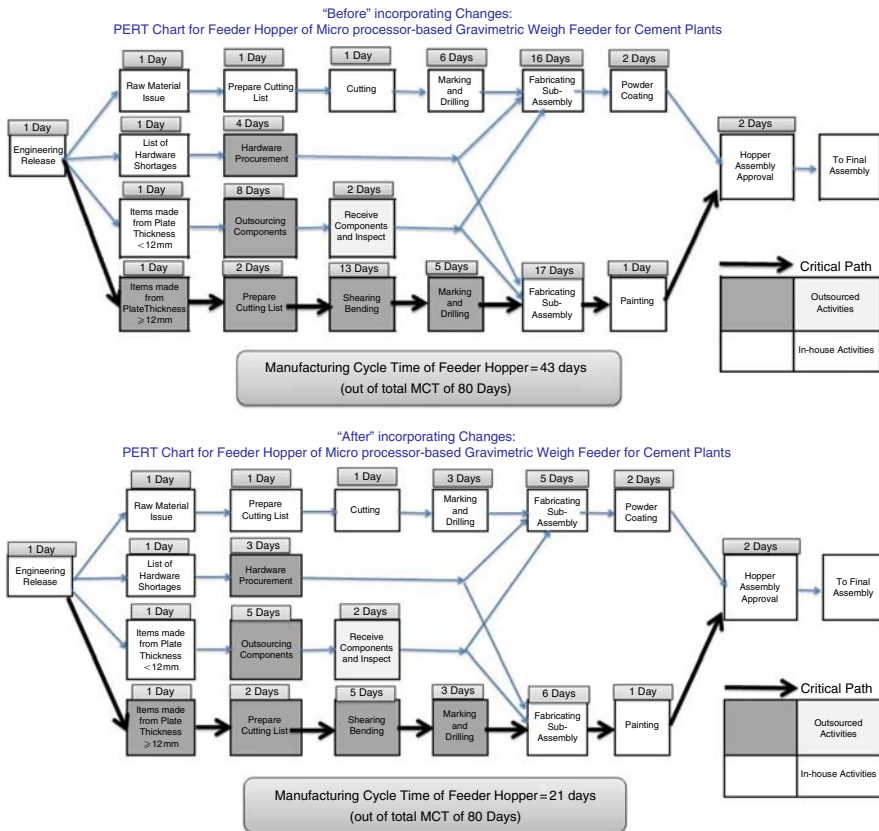 “Before” incorporating Changes:
PERT Chart for Feeder Hopper of Micro processor-based Gravimetric Weigh Feeder for Cement Plants
1 Day
Engineering
Release
1 Day
Raw Material
Issue
1 Day
Prepare Cutting
List
1 Day
Cutting
6 Days
Marking
and
Drilling
16 Days
Fabricating
Sub-
Assembly
2 Days
Powder
Coating
1 Day
List of
Hardware
Shortages
4 Days
Hardware
Procurement
2 Days
Hopper
Assembly
Approval
To Final
Assembly
1 Day
Items made
from Plate
Thickness
<12mm
8 Days
Outsourcing
Components
2 Days
Receive
Components
and Inspect
1 Day
Items made
from
PlateThickness
⩾12mm
2 Days
Prepare
Cutting List
13 Days
Shearing
Bending
5 Days
Marking
and
Drilling
17 Days
Fabricating
Sub-
Assembly
1 Day
Painting
Critical Path
Outsourced
Activities
In-house Activities
Manufacturing Cycle Time of Feeder Hopper=43 days
(out of total MCT of 80 Days)
“After” incorporating Changes:
PERT Chart for Feeder Hopper of Micro processor-based Gravimetric Weigh Feeder for Cement Plants
1 Day
Engineering
Release
1 Day
Raw Material
Issue
1 Day
Prepare
Cutting List
1 Day
Cutting
3 Days
Marking
and
Drilling
5 Days
Fabricating
Sub-
Assembly
2 Days
Powder
Coating
1 Day
List of
Hardware
Shortages
3 Days
Hardware
Procurement
2 Days
Hopper
Assembly
Approval
To Final
Assembly
1 Day
Items made
from Plate
Thickness
<12mm
5 Days
Outsourcing
Components
2 Days
Receive
Components
and Inspect
1 Day
Items made
from Plate
Thickness
⩾12mm
2 Days
Prepare
Cutting List
5 Days
Shearing
Bending
3 Days
Marking
and
Drilling
6 Days
Fabricating
Sub-
Assembly
1 Day
Painting
Critical Path
Outsourced
Activities
In-house Activities
Manufacturing Cycle Time of Feeder Hopper=21 days
(out of total MCT of 80 Days)